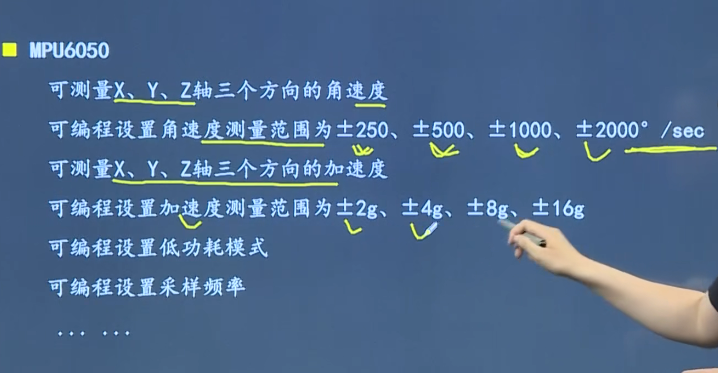 MPU6050
可测量X、Y、Z轴三个方向的角速度
可编程设置角速度测量范围为±250、±500、±1000、±2000°/sec
可测量X、Y、Z轴三个方向的加速度
可编程设置加速度测量范围为±2g、±4g、±8g、±16g
可编程设置低功耗模式
可编程设置采样频率
... ...